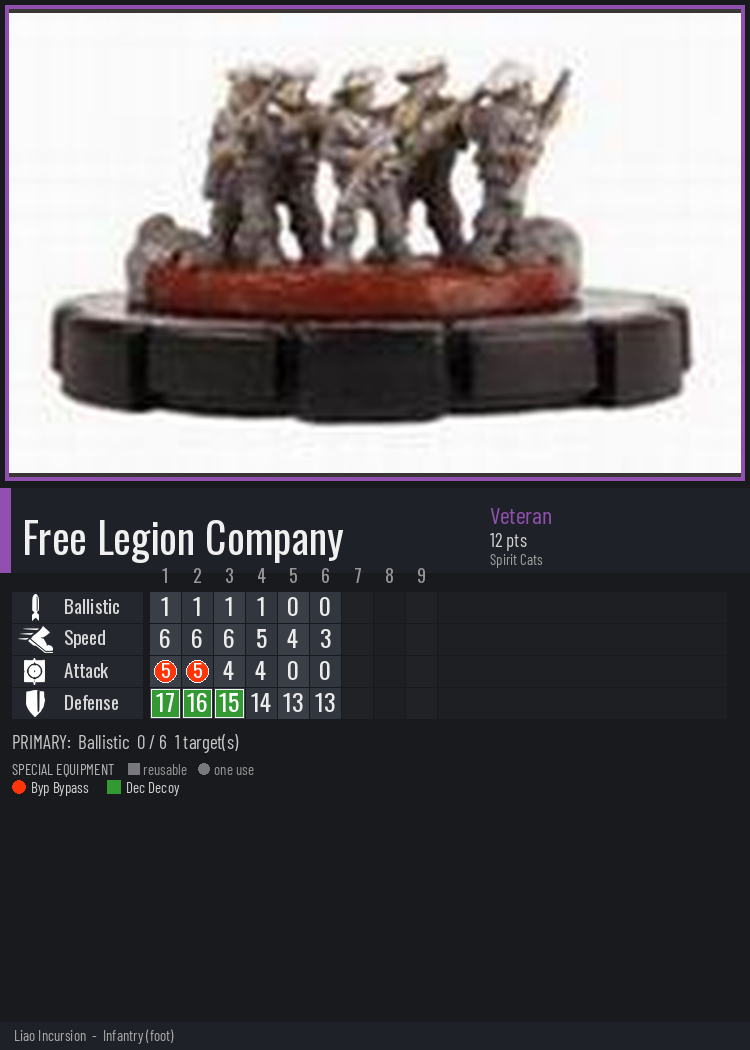 Free Legion Company
Veteran
12 pts
Spirit Cats
1 2 3 4 5 6 7 8 9
Ballistic 1 1 1 1 0 0
Speed 6 6 6 5 4 3
Attack 5 5 4 4 0 0
Defense 17 16 15 14 13 13
PRIMARY: Ballistic 0 / 6 1 target(s)
SPECIAL EQUIPMENT reusable one use
Byp Bypass Dec Decoy
Liao Incursion - Infantry (foot)